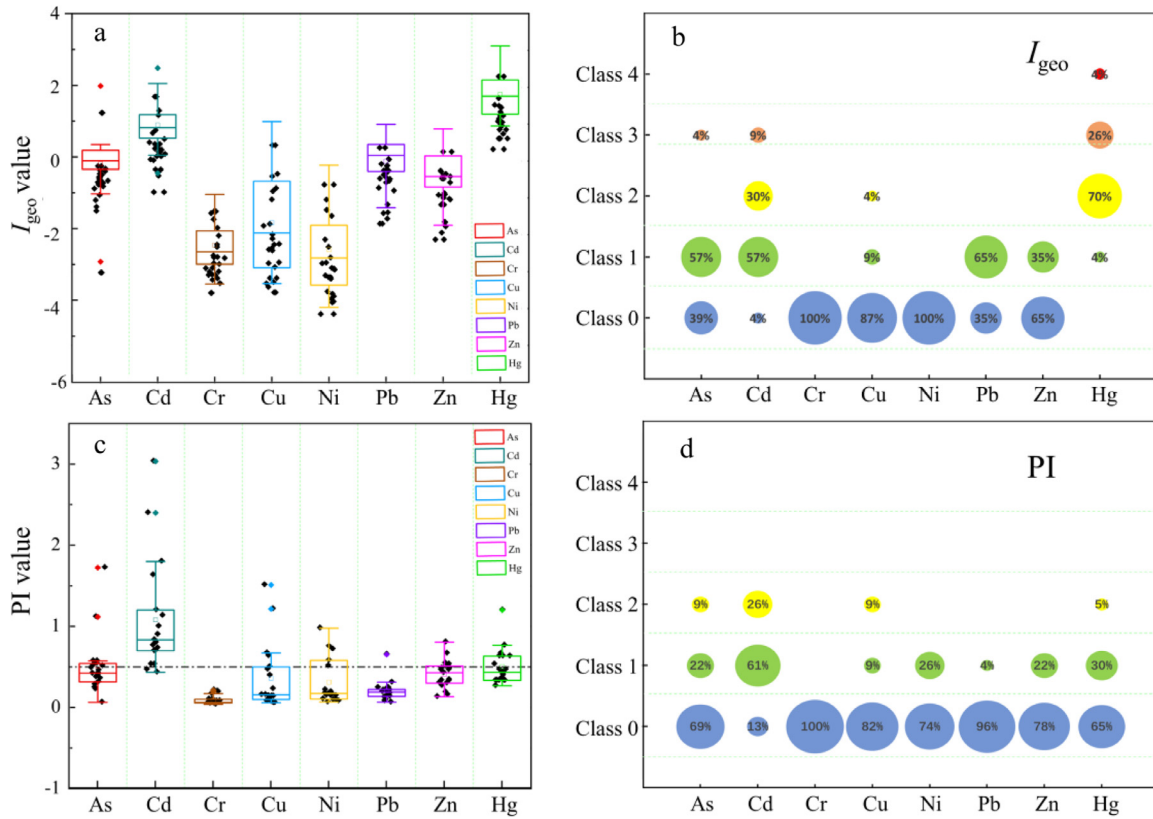 a
I_geo value
4
2
0
-2
-4
-6
As
Cd
Cr
Cu
Ni
Pb
Zn
Hg
As Cd Cr Cu Ni Pb Zn Hg
b
I_geo
Class 4
Class 3
Class 2
Class 1
Class 0
4%
4% 9% 26%
30% 4% 70%
57% 57% 9% 65% 35% 4%
39% 4% 100% 87% 100% 35% 65%
As Cd Cr Cu Ni Pb Zn Hg
c
PI value
3
2
1
0
-1
As
Cd
Cr
Cu
Ni
Pb
Zn
Hg
As Cd Cr Cu Ni Pb Zn Hg
d
PI
Class 4
Class 3
Class 2
Class 1
Class 0
9% 26% 9% 5%
22% 61% 9% 26% 4% 22% 30%
69% 13% 100% 82% 74% 96% 78% 65%
As Cd Cr Cu Ni Pb Zn Hg